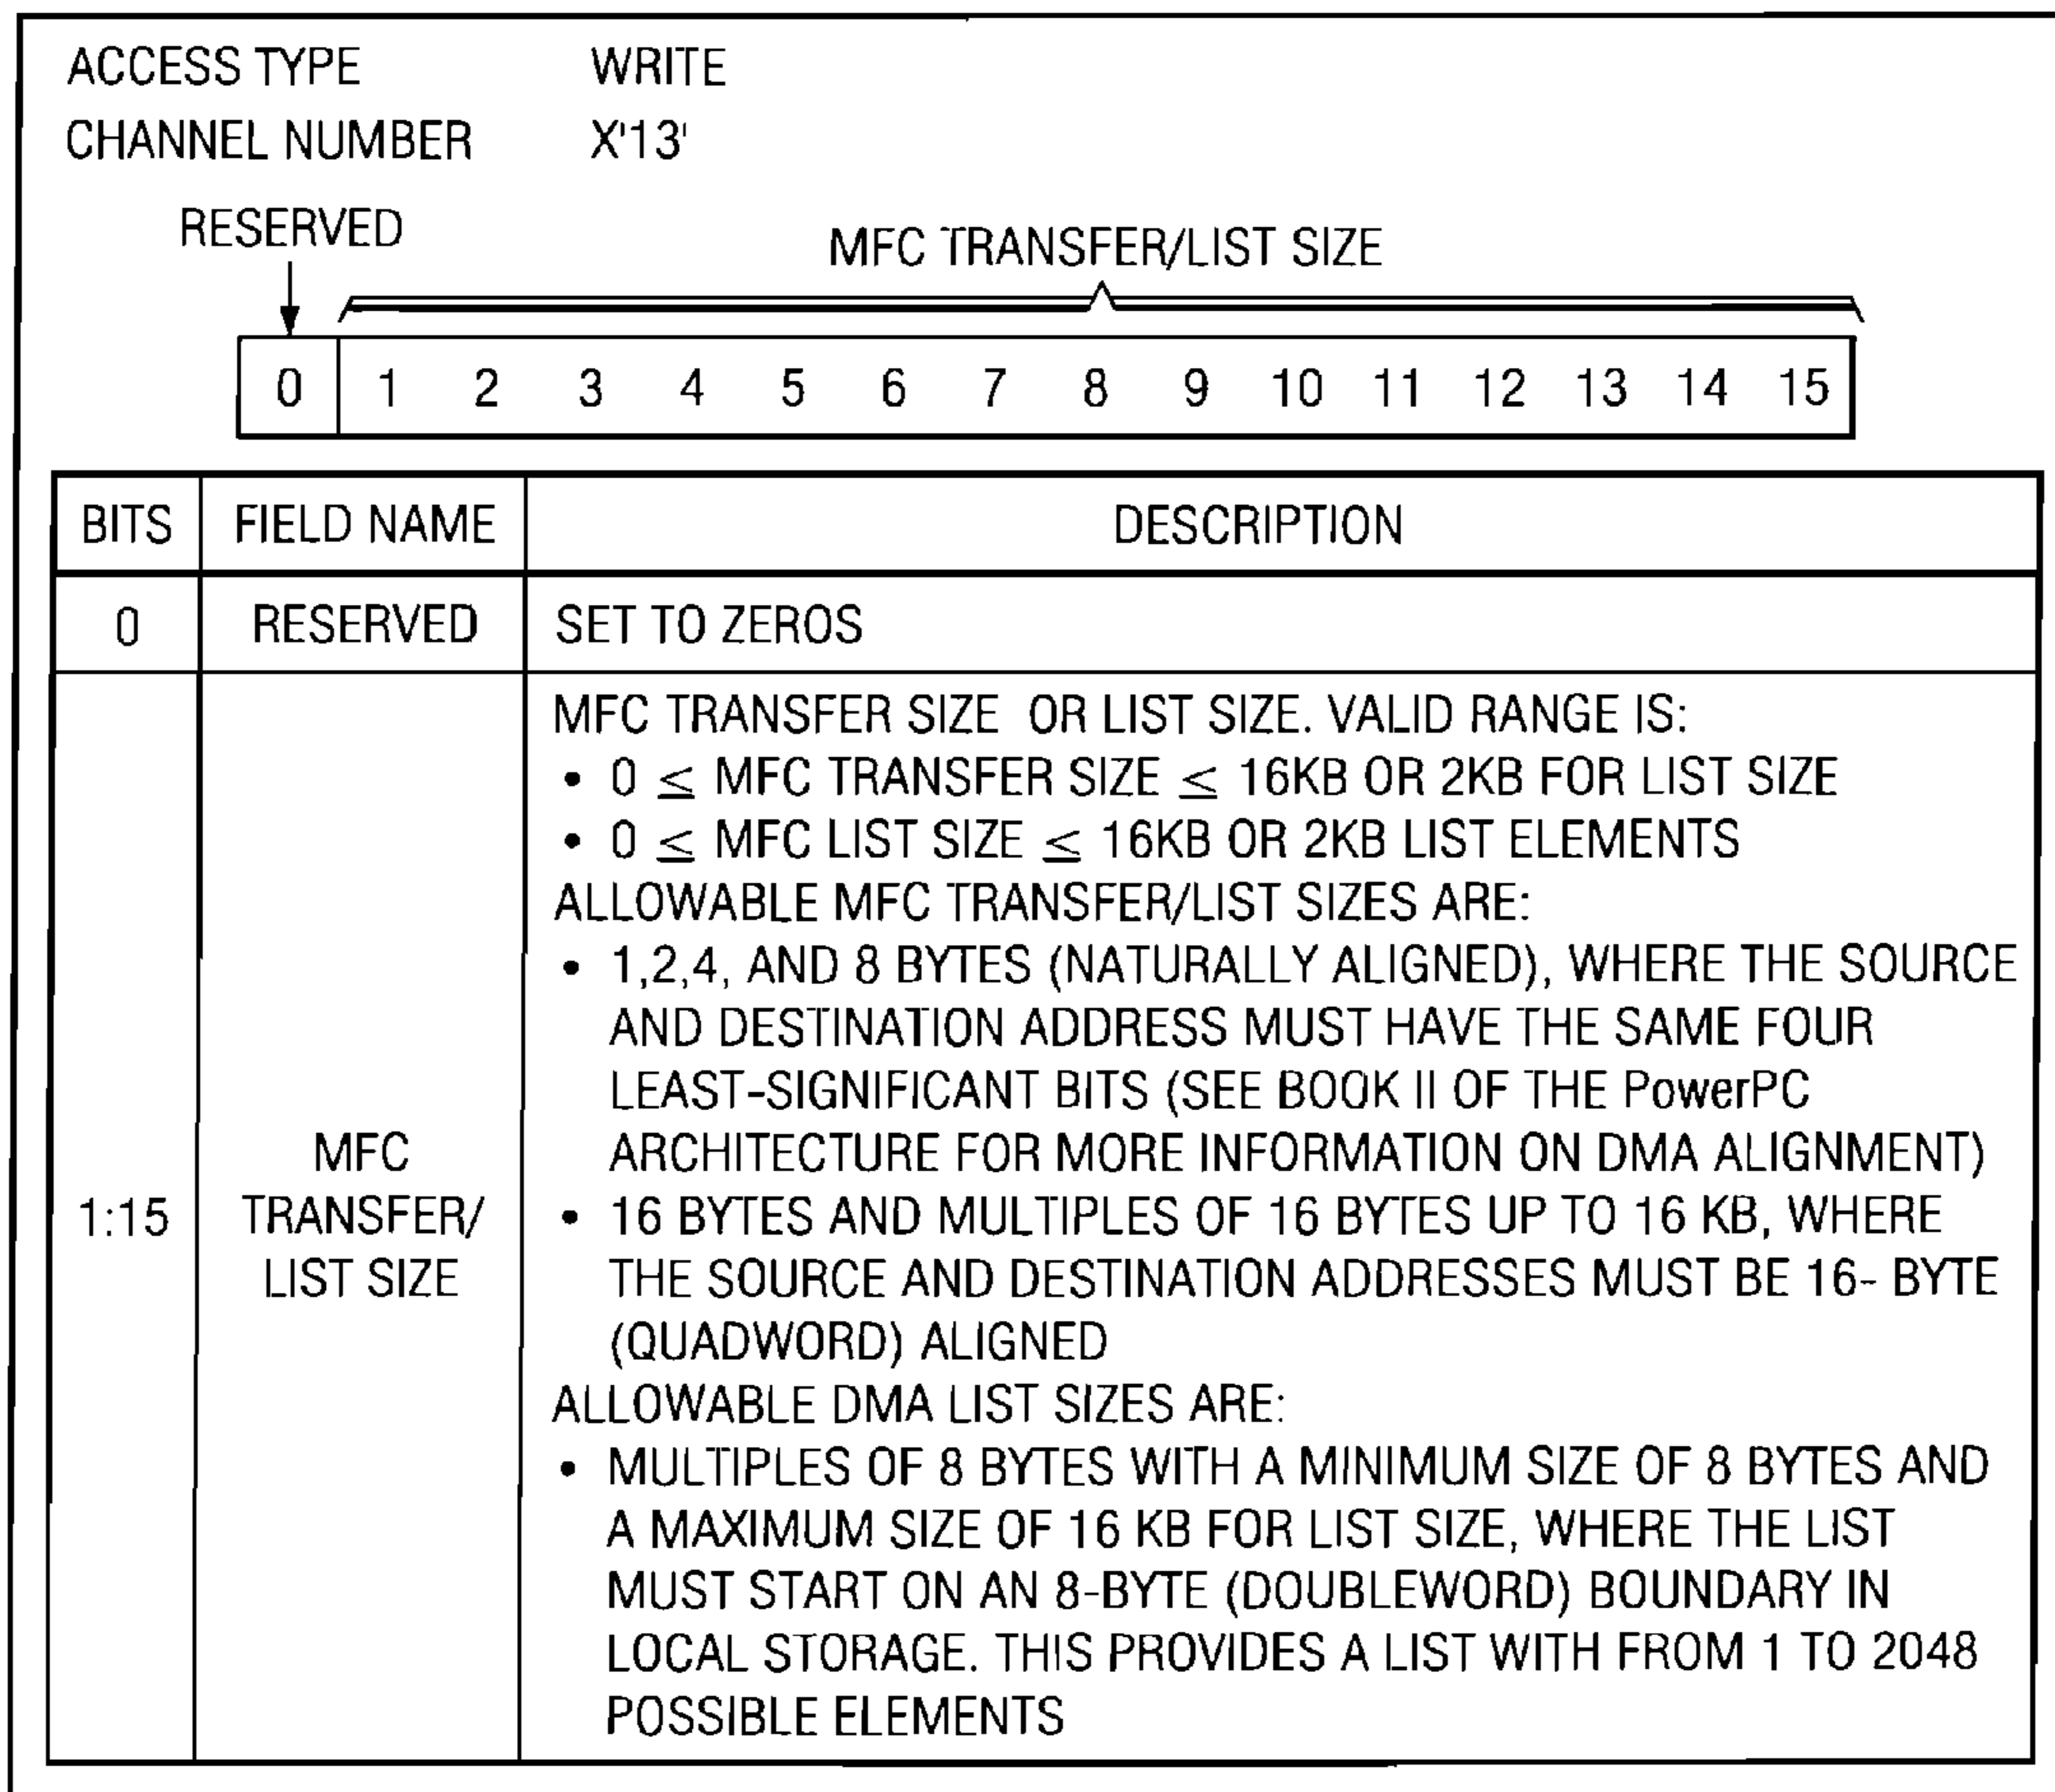 ACCESS TYPE WRITE
CHANNEL NUMBER X'13'
RESERVED
MFC TRANSFER/LIST SIZE
0 1 2 3 4 5 6 7 8 9 10 11 12 13 14 15
BITS FIELD NAME DESCRIPTION
0 RESERVED SET TO ZEROS
1:15
MFC
TRANSFER/
LIST SIZE
MFC TRANSFER SIZE OR LIST SIZE. VALID RANGE IS:
• 0 ≤ MFC TRANSFER SIZE ≤ 16KB OR 2KB FOR LIST SIZE
• 0 ≤ MFC LIST SIZE ≤ 16KB OR 2KB LIST ELEMENTS
ALLOWABLE MFC TRANSFER/LIST SIZES ARE:
• 1,2,4, AND 8 BYTES (NATURALLY ALIGNED), WHERE THE SOURCE
AND DESTINATION ADDRESS MUST HAVE THE SAME FOUR
LEAST-SIGNIFICANT BITS (SEE BOOK II OF THE PowerPC
ARCHITECTURE FOR MORE INFORMATION ON DMA ALIGNMENT)
• 16 BYTES AND MULTIPLES OF 16 BYTES UP TO 16 KB, WHERE
THE SOURCE AND DESTINATION ADDRESSES MUST BE 16- BYTE
(QUADWORD) ALIGNED
ALLOWABLE DMA LIST SIZES ARE:
• MULTIPLES OF 8 BYTES WITH A MINIMUM SIZE OF 8 BYTES AND
A MAXIMUM SIZE OF 16 KB FOR LIST SIZE, WHERE THE LIST
MUST START ON AN 8-BYTE (DOUBLEWORD) BOUNDARY IN
LOCAL STORAGE. THIS PROVIDES A LIST WITH FROM 1 TO 2048
POSSIBLE ELEMENTS